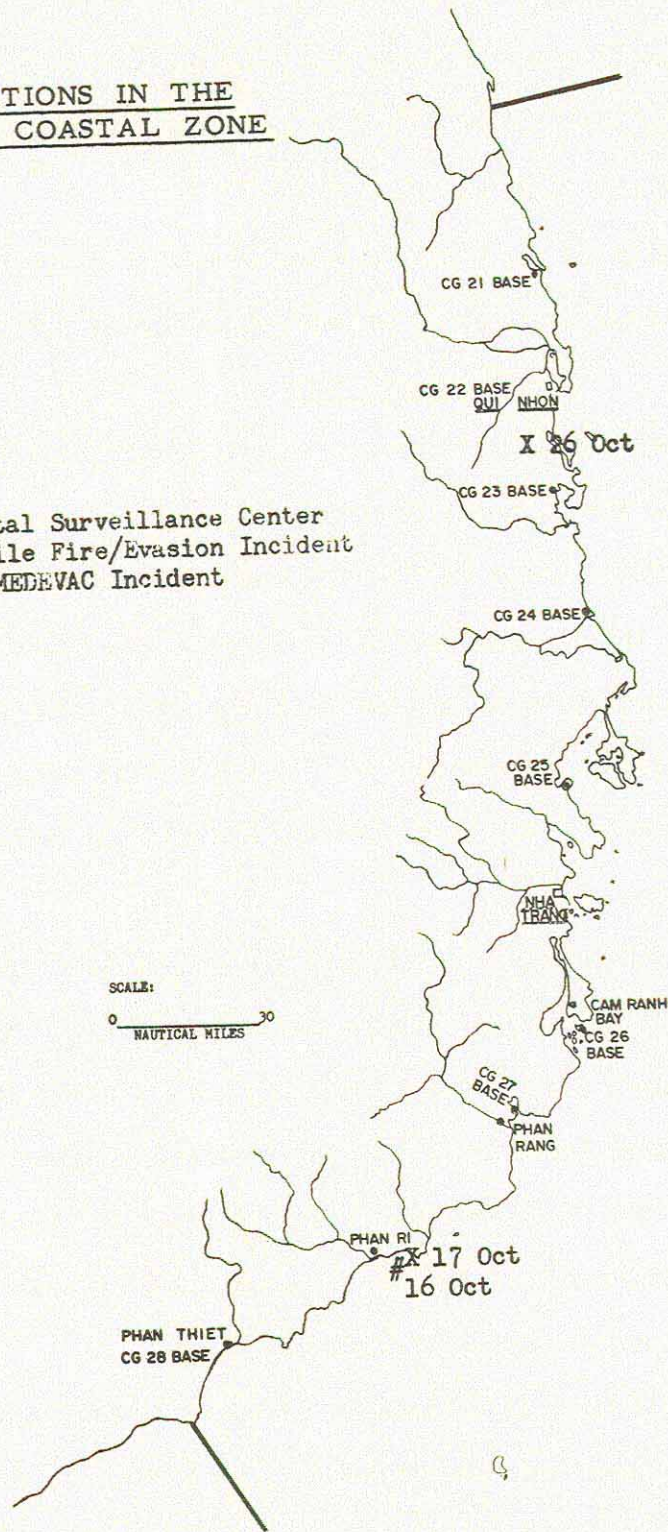 TIONS IN THE
COASTAL ZONE
CG 21 BASE
CG 22 BASE
QUI NHON
X 26 Oct
CG 23 BASE
tal Surveillance Center
ile Fire/Evasion Incident
MEDEVAC Incident
CG 24 BASE
CG 25
BASE
NHA
TRANG
SCALE:
0 30
NAUTICAL MILES
CAM RANH
BAY
CG 26
BASE
CG 27
BASE
PHAN
RANG
PHAN RI
#X 17 Oct
#16 Oct
PHAN THIET
CG 28 BASE